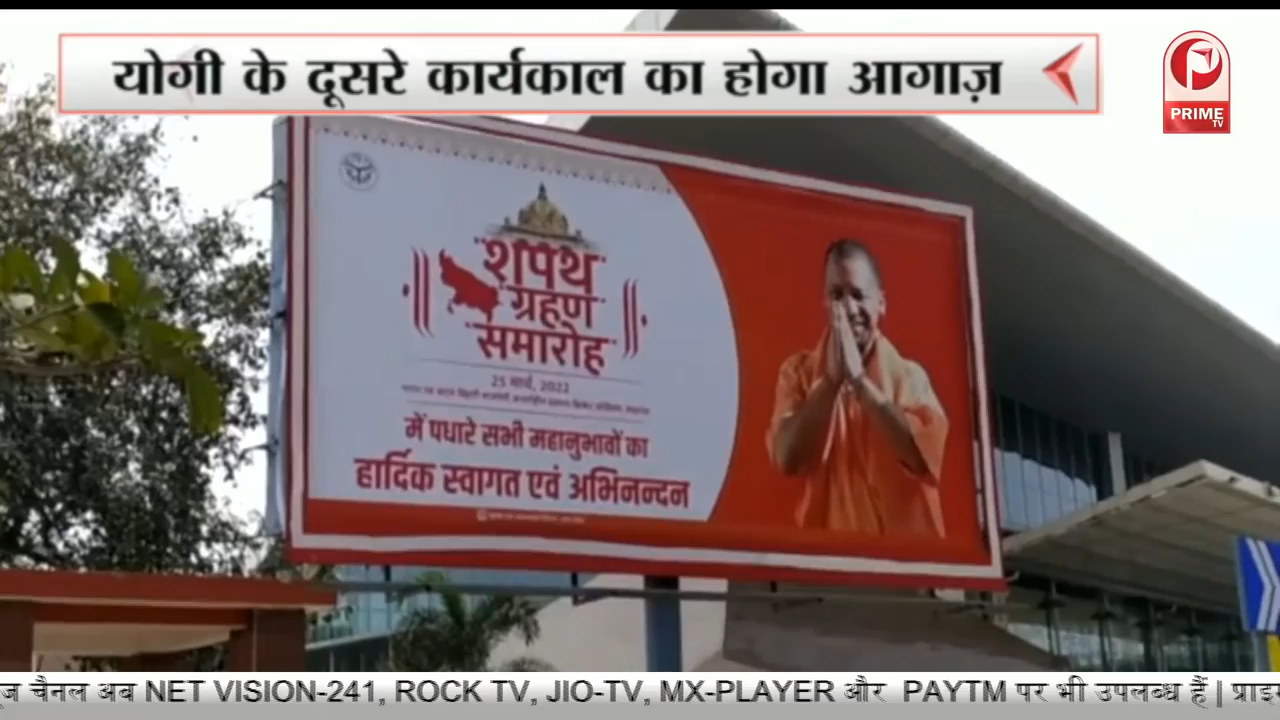 योगी के दूसरे कार्यकाल का होगा आगाज़
PRIME
TV
शपथ
ग्रहण
समारोह
25 मार्च, 2022
में पधारे सभी महानुभावों का
हार्दिक स्वागत एवं अभिनन्दन
ज़ चैनल अब NET VISION-241, ROCK TV, JIO-TV, MX-PLAYER और PAYTM पर भी उपलब्ध हैं | प्राइम